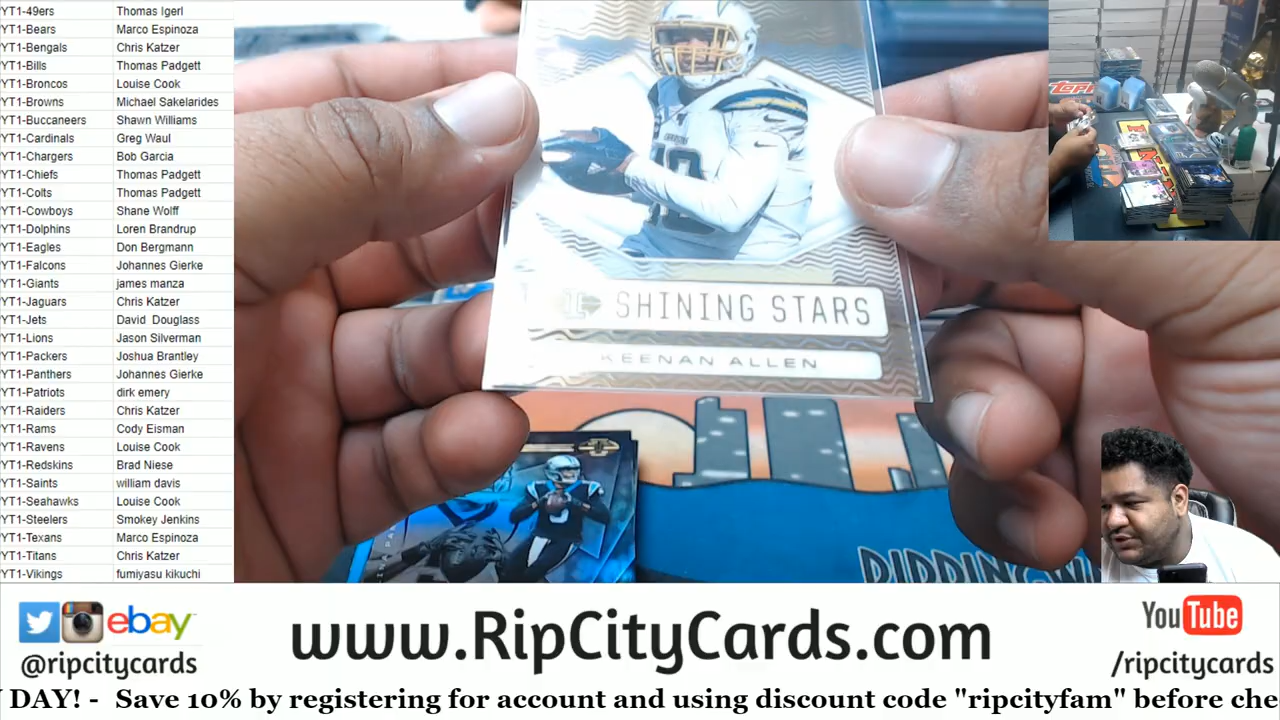 YT1-49ers Thomas Igerl
YT1-Bears Marco Espinoza
YT1-Bengals Chris Katzer
YT1-Bills Thomas Padgett
YT1-Broncos Louise Cook
YT1-Browns Michael Sakelarides
YT1-Buccaneers Shawn Williams
YT1-Cardinals Greg Waul
YT1-Chargers Bob Garcia
YT1-Chiefs Thomas Padgett
YT1-Colts Thomas Padgett
YT1-Cowboys Shane Wolff
YT1-Dolphins Loren Brandrup
YT1-Eagles Don Bergmann
YT1-Falcons Johannes Gierke
YT1-Giants james manza
YT1-Jaguars Chris Katzer
YT1-Jets David Douglass
YT1-Lions Jason Silverman
YT1-Packers Joshua Brantley
YT1-Panthers Johannes Gierke
YT1-Patriots dirk emery
YT1-Raiders Chris Katzer
YT1-Rams Cody Eisman
YT1-Ravens Louise Cook
YT1-Redskins Brad Niese
YT1-Saints william davis
YT1-Seahawks Louise Cook
YT1-Steelers Smokey Jenkins
YT1-Texans Marco Espinoza
YT1-Titans Chris Katzer
YT1-Vikings fumiyasu kikuchi
SHINING STARS
KEENAN ALLEN
ebay
@ripcitycards
www.RipCityCards.com
YouTube
/ripcitycards
DAY! - Save 10% by registering for account and using discount code "ripcityfam" before che